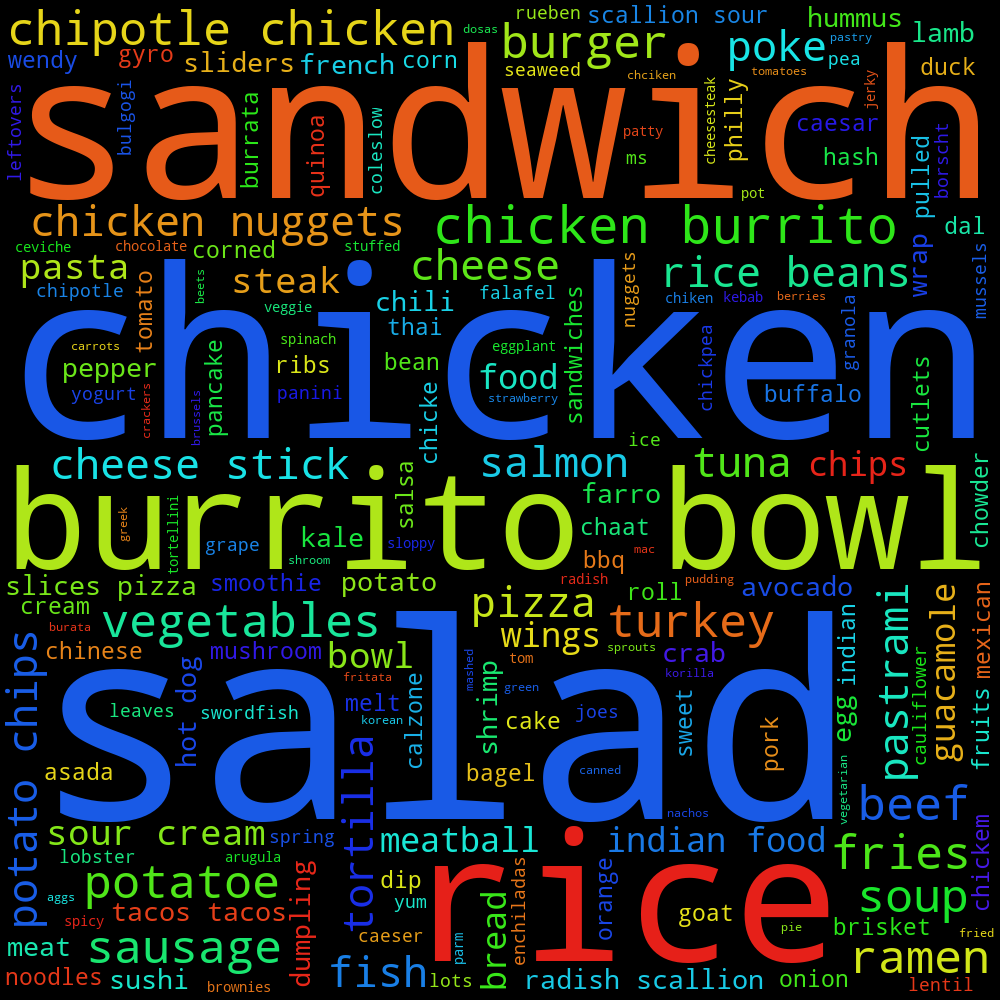 chipotle chicken
dosas
rueben
scallion sour
hummus
lamb
wendy
gyro
sliders
french
corn
burger
seaweed
poke
pastry
pea
duck
chciken
tomatoes
jerky
sandwich
leftovers
bulgogi
burrata
quinoa
coleslow
patty
ms
cheesesteak
philly
caesar
hash
borscht
pulled
pot
chicken nuggets
chicken burrito
dal
ceviche
chocolate
corned
stuffed
pasta
steak
cheese
rice beans
wrap
mussels
chipotle
tomato
beets
veggie
chili
falafel
nuggets
chiken
kebab
berries
granola
chicken
carrots
pepper
spinach
thai
bean
eggplant
sandwiches
chickpea
yogurt
crackers
brussels
pancake
ribs
panini
chicke
food
strawberry
buffalo
cutlets
ice
cheese stick
salsa
salmon
tuna
chips
chowder
burrito bowl
greek
tortellini
grape
shroom
kale
sloppy
farro
chaat
bbq
mac
slices pizza
smoothie
potato
radish
roll
pudding
avocado
cream
burata
vegetables
pizza
wings
turkey
pastrami
guacamole
mexican
chinese
mushroom
bowl
tom
sprouts
crab
korilla
indian
potato chips
hot dog
fritata
melt
mashed
shrimp
green
egg
cauliflower
fruits
salad
leaves
swordfish
korean
calzone
cake
joes
sweet
pork
asada
bagel
canned
nachos
vegetarian
beef
sour cream
spring
tortilla
meatball
indian food
fries
lobster
arugula
chickem
aggs
potatoe
dumpling
dip
yum
rice
bread
enchiladas
orange
goat
soup
spicy
tacos tacos
caeser
parm
pie
brisket
fried
meat
sausage
ramen
noodles
sushi
brownies
fish
lots
radish scallion
onion
lentil